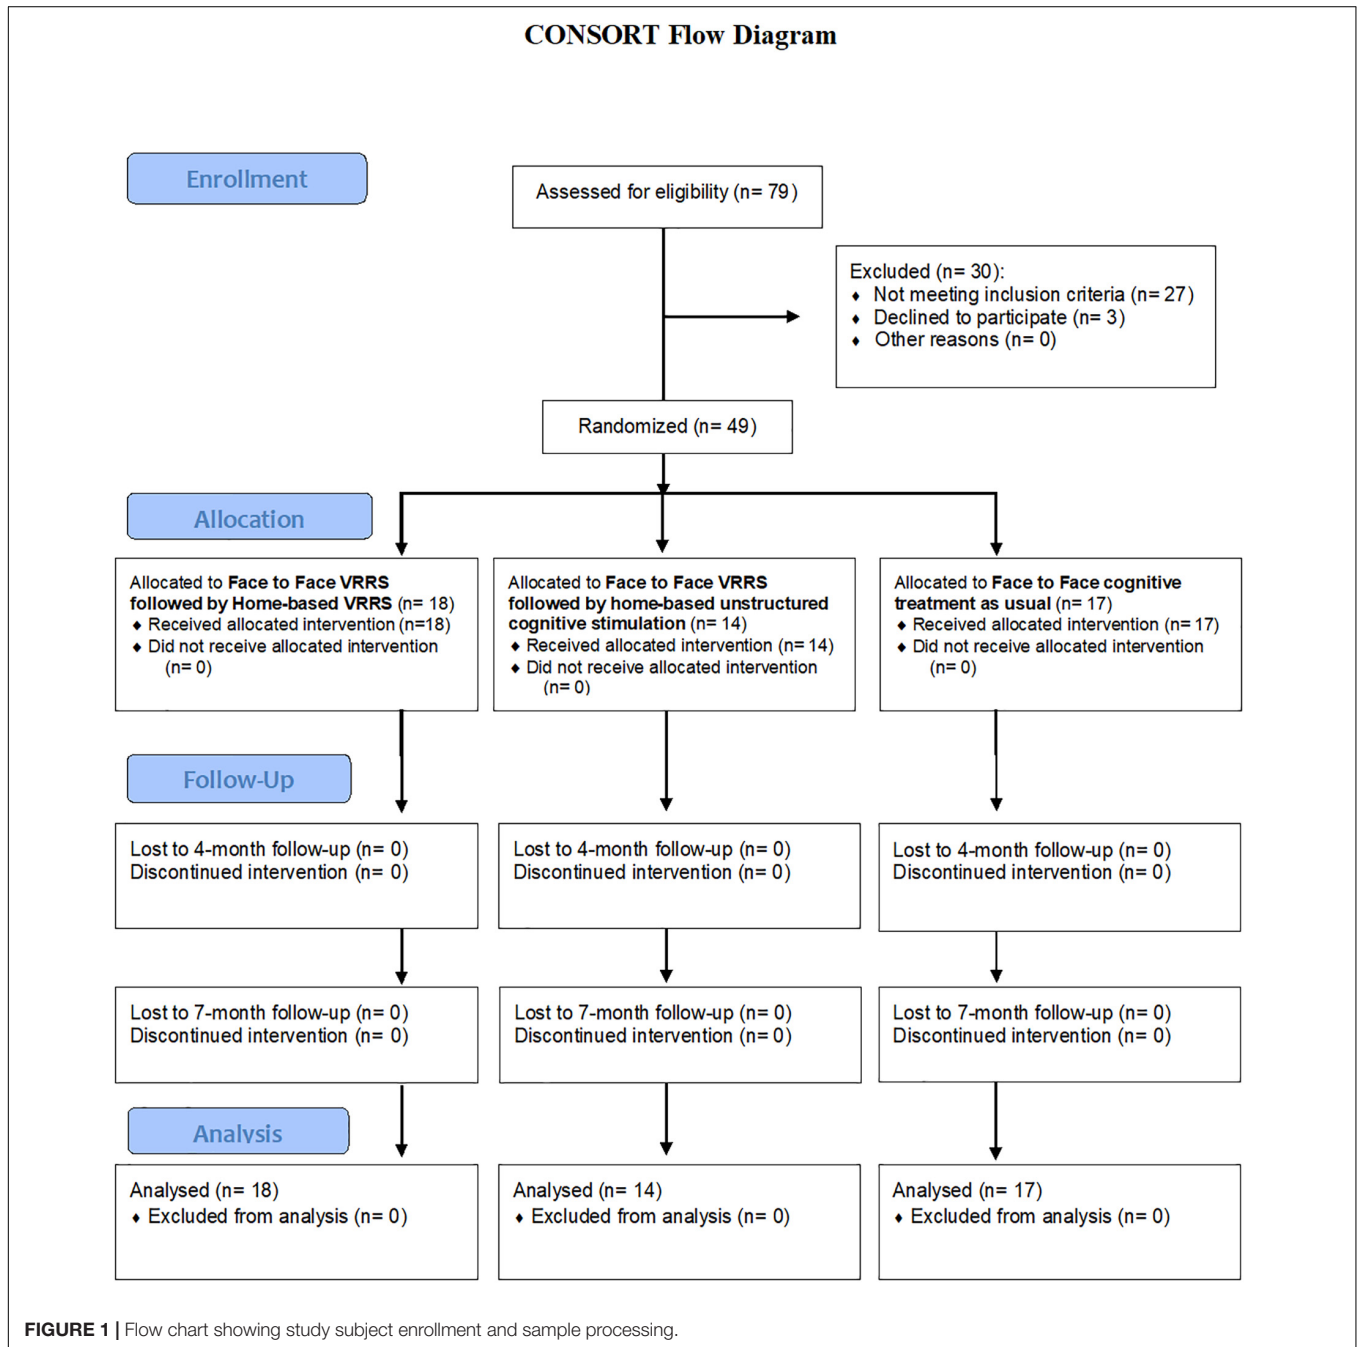 CONSORT Flow Diagram
Enrollment
Assessed for eligibility (n= 79)
Excluded (n= 30):
♦ Not meeting inclusion criteria (n= 27)
♦ Declined to participate (n= 3)
♦ Other reasons (n= 0)
Randomized (n= 49)
Allocation
Allocated to Face to Face VRRS
followed by Home-based VRRS (n= 18)
♦ Received allocated intervention (n=18)
♦ Did not receive allocated intervention
(n= 0)
Allocated to Face to Face VRRS
followed by home-based unstructured
cognitive stimulation (n= 14)
♦ Received allocated intervention (n= 14)
♦ Did not receive allocated intervention
(n= 0)
Allocated to Face to Face cognitive
treatment as usual (n= 17)
♦ Received allocated intervention (n= 17)
♦ Did not receive allocated intervention
(n= 0)
Follow-Up
Lost to 4-month follow-up (n= 0)
Discontinued intervention (n= 0)
Lost to 4-month follow-up (n= 0)
Discontinued intervention (n= 0)
Lost to 4-month follow-up (n= 0)
Discontinued intervention (n= 0)
Lost to 7-month follow-up (n= 0)
Discontinued intervention (n= 0)
Lost to 7-month follow-up (n= 0)
Discontinued intervention (n= 0)
Lost to 7-month follow-up (n= 0)
Discontinued intervention (n= 0)
Analysis
Analysed (n= 18)
♦ Excluded from analysis (n= 0)
Analysed (n= 14)
♦ Excluded from analysis (n= 0)
Analysed (n= 17)
♦ Excluded from analysis (n= 0)
FIGURE 1 | Flow chart showing study subject enrollment and sample processing.